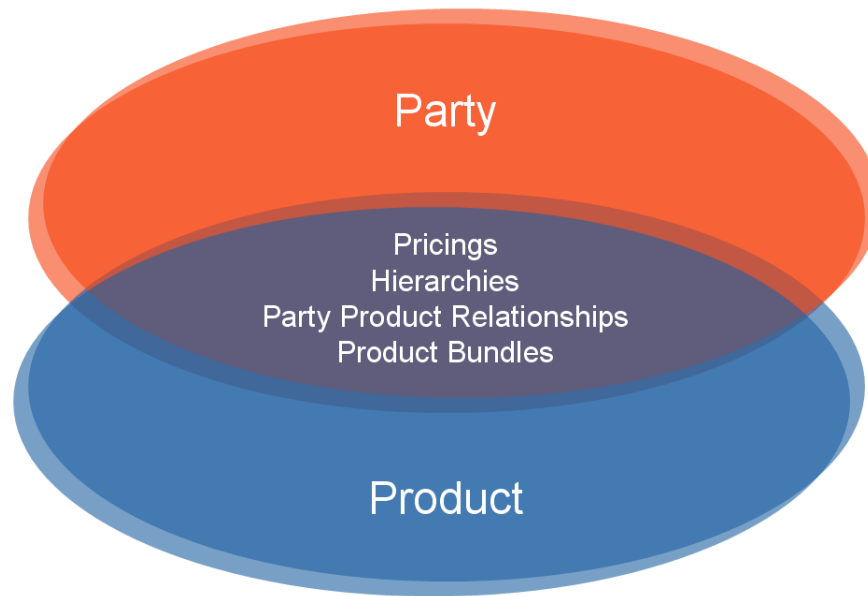 Party
Pricings
Hierarchies
Party Product Relationships
Product Bundles
Product